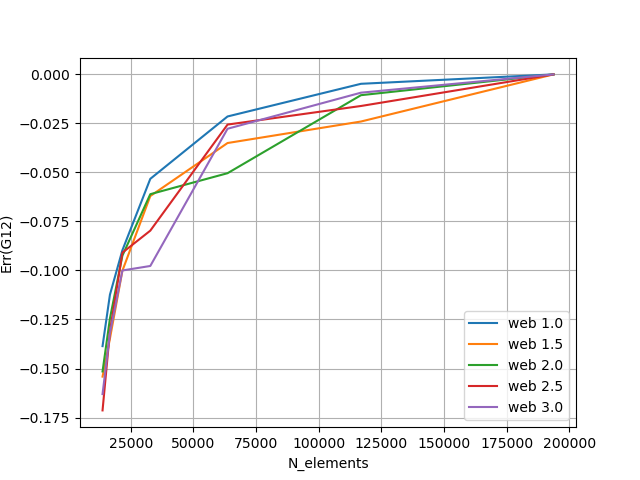 0.000
−0.025
−0.050
−0.075
−0.100
−0.125
−0.150
−0.175
Err(G12)
25000 50000 75000 100000 125000 150000 175000 200000
N_elements
web 1.0
web 1.5
web 2.0
web 2.5
web 3.0